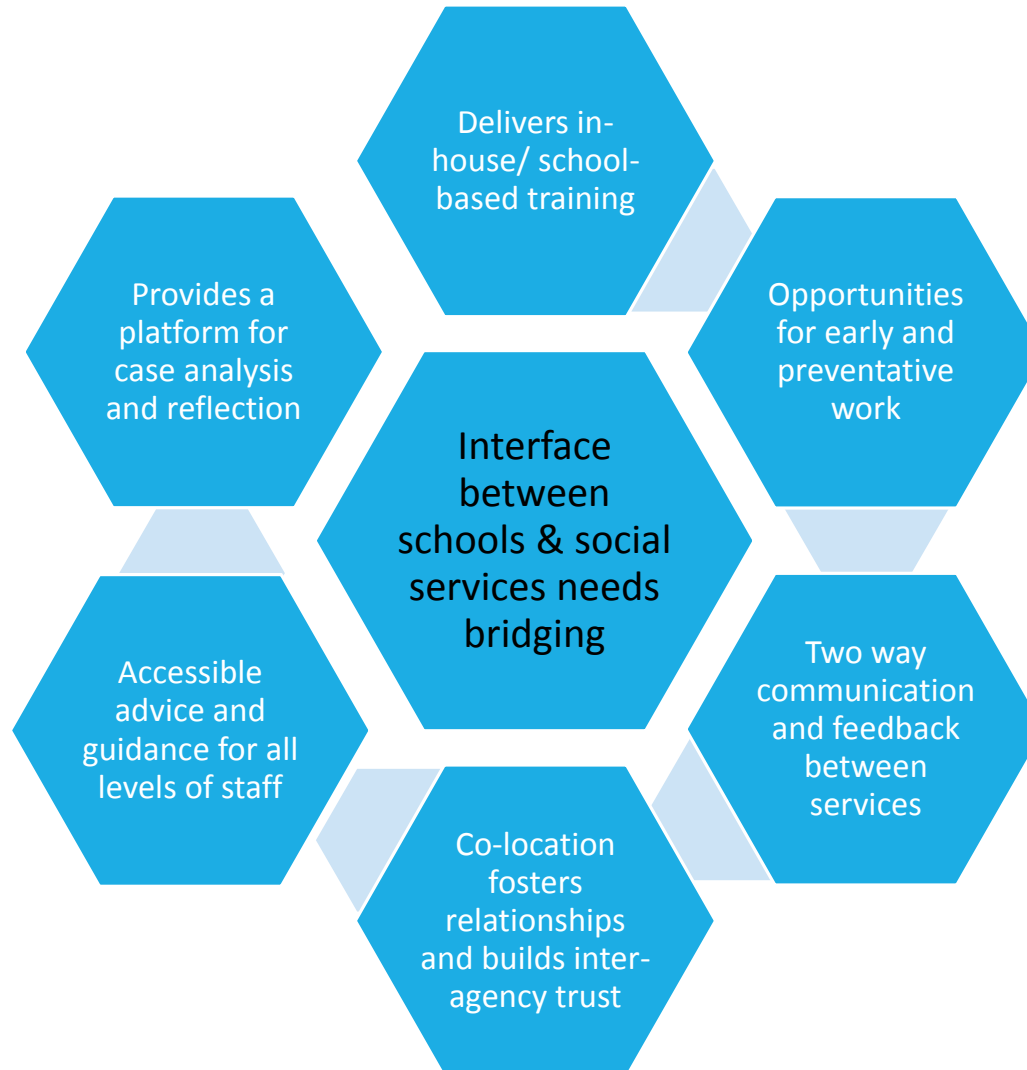 Delivers in-
house/ school-
based training
Opportunities
for early and
preventative
work
Two way
communication
and feedback
between
services
Co-location
fosters
relationships
and builds inter-
agency trust
Accessible
advice and
guidance for all
levels of staff
Provides a
platform for
case analysis
and reflection
Interface
between
schools & social
services needs
bridging